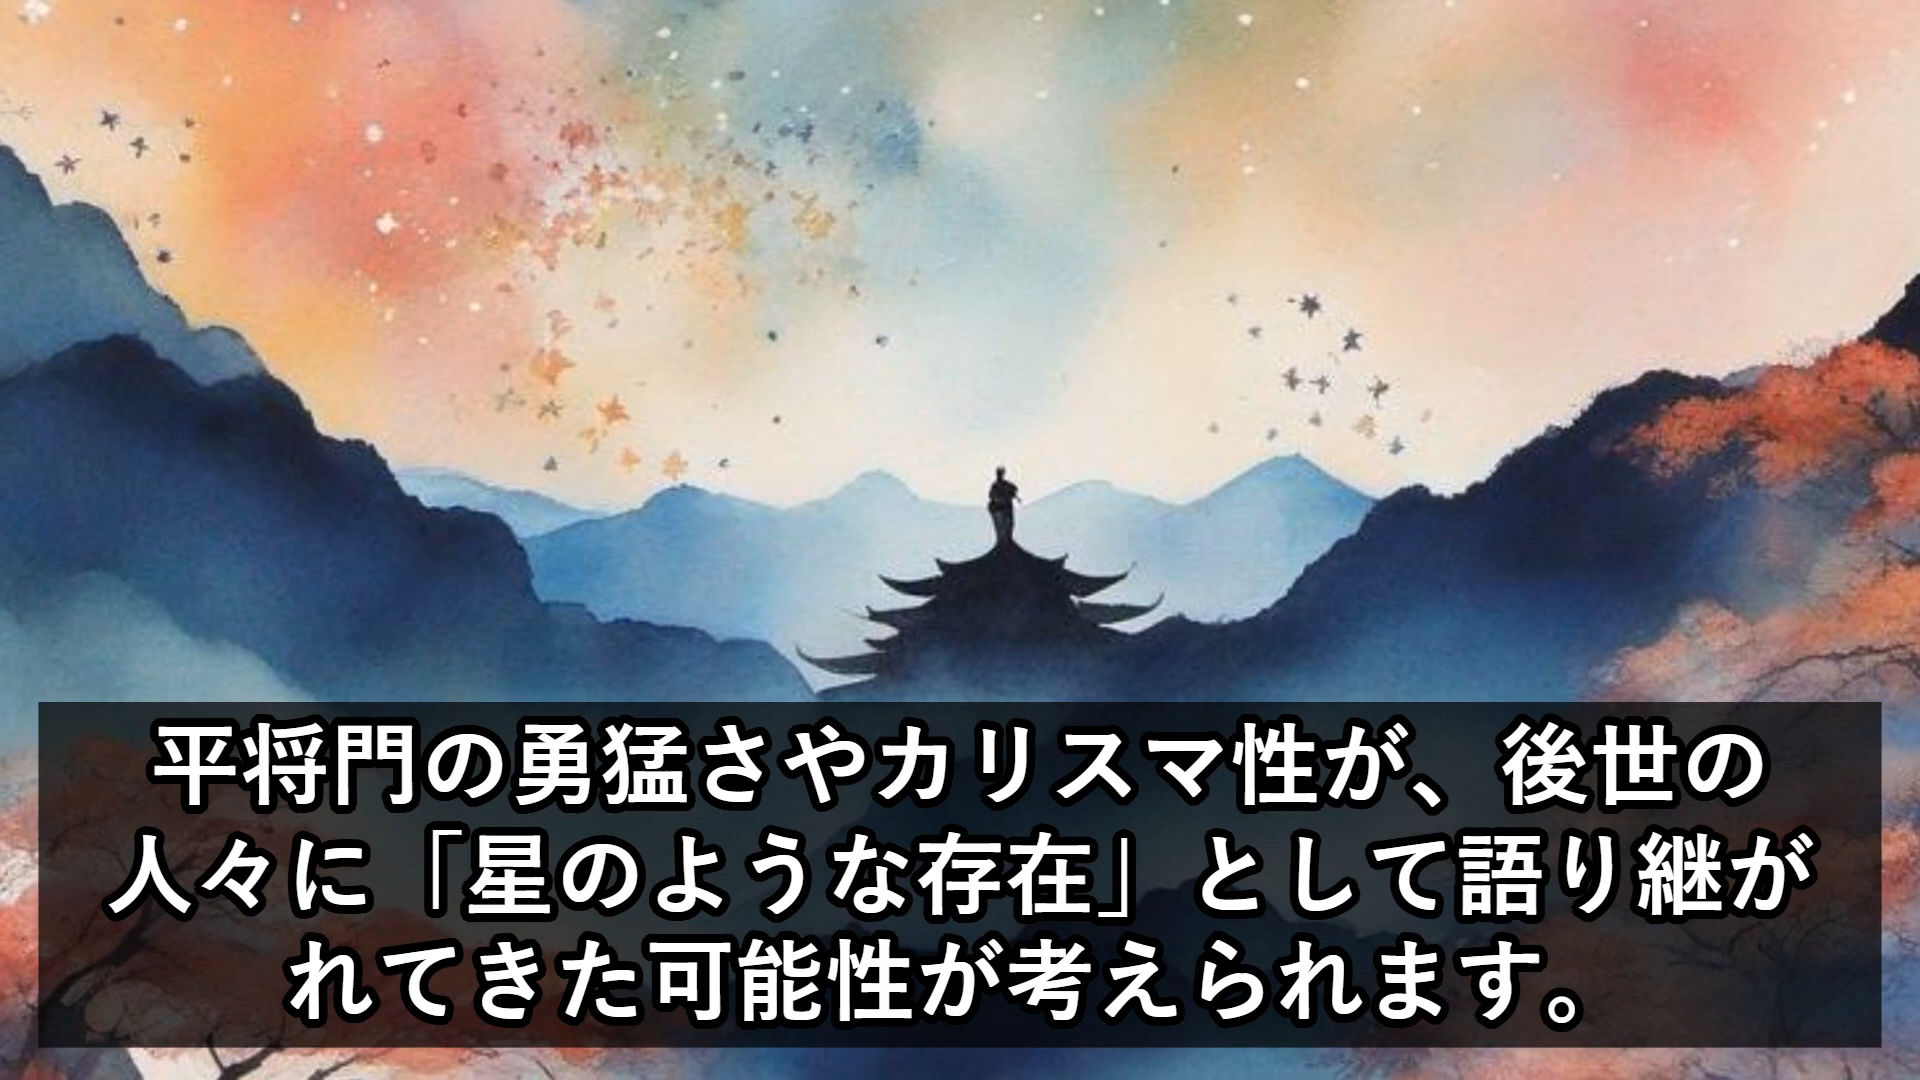 平将門の勇猛さやカリスマ性が、後世の
人々に「星のような存在」として語り継が
れてきた可能性が考えられます。